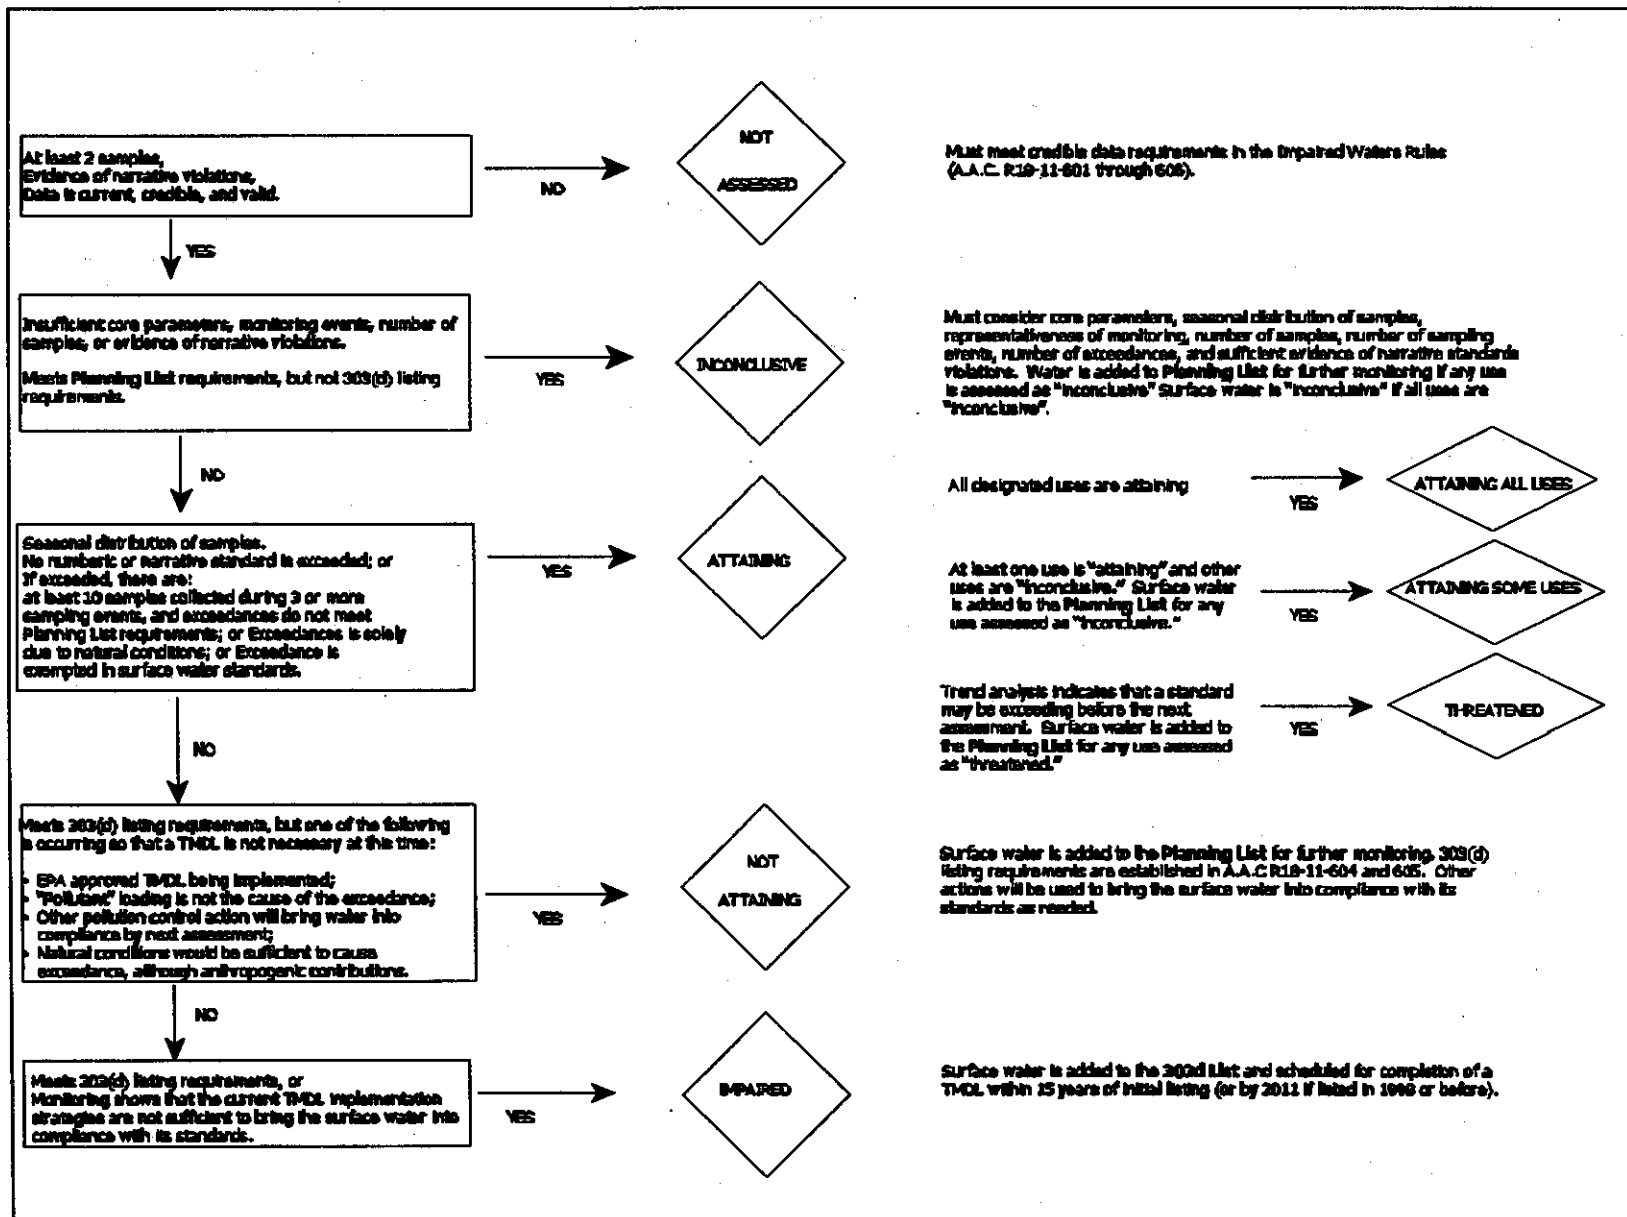 At least 2 samples,
Evidence of narrative violations,
Data is current, credible, and valid.
NO
NOT
ASSESSED
Must meet credible data requirements in the Impaired Waters Rules
(A.A.C. R18-11-601 through 606).
YES
Insufficient core parameters, monitoring events, number of
samples, or evidence of narrative violations.
Meets Planning List requirements, but not 303(d) listing
requirements.
YES
INCONCLUSIVE
Must consider core parameters, seasonal distribution of samples,
representativeness of monitoring, number of samples, number of sampling
events, number of exceedances, and sufficient evidence of narrative standards
violations. Water is added to Planning List for further monitoring if any use
is assessed as "inconclusive" Surface water is "inconclusive" if all uses are
"inconclusive".
NO
Seasonal distribution of samples.
No numberic or narrative standard is exceeded; or
If exceeded, there are:
at least 10 samples collected during 3 or more
sampling events, and exceedances do not meet
Planning List requirements; or Exceedances is solely
due to natural conditions; or Exceedance is
exempted in surface water standards.
YES
ATTAINING
All designated uses are attaining
YES
ATTAINING ALL USES
At least one use is "attaining" and other
uses are "inconclusive." Surface water
is added to the Planning List for any
use assessed as "inconclusive."
YES
ATTAINING SOME USES
Trend analysis indicates that a standard
may be exceeding before the next
assessment. Surface water is added to
the Planning List for any use assessed
as "threatened."
YES
THREATENED
NO
Meets 303(d) listing requirements, but one of the following
is occurring so that a TMDL is not necessary at this time:
• EPA approved TMDL being implemented;
• "Pollutant" loading is not the cause of the exceedance;
• Other pollution control action will bring water into
compliance by next assessment;
• Natural conditions would be sufficient to cause
exceedance, although anthropogenic contributions.
YES
NOT
ATTAINING
Surface water is added to the Planning List for further monitoring. 303(d)
listing requirements are established in A.A.C R18-11-604 and 605. Other
actions will be used to bring the surface water into compliance with its
standards as needed.
NO
Meets 303(d) listing requirements, or
Monitoring shows that the current TMDL implementation
strategies are not sufficient to bring the surface water into
compliance with its standards.
YES
IMPAIRED
Surface water is added to the 303d List and scheduled for completion of a
TMDL within 15 years of initial listing (or by 2011 if listed in 1998 or before).